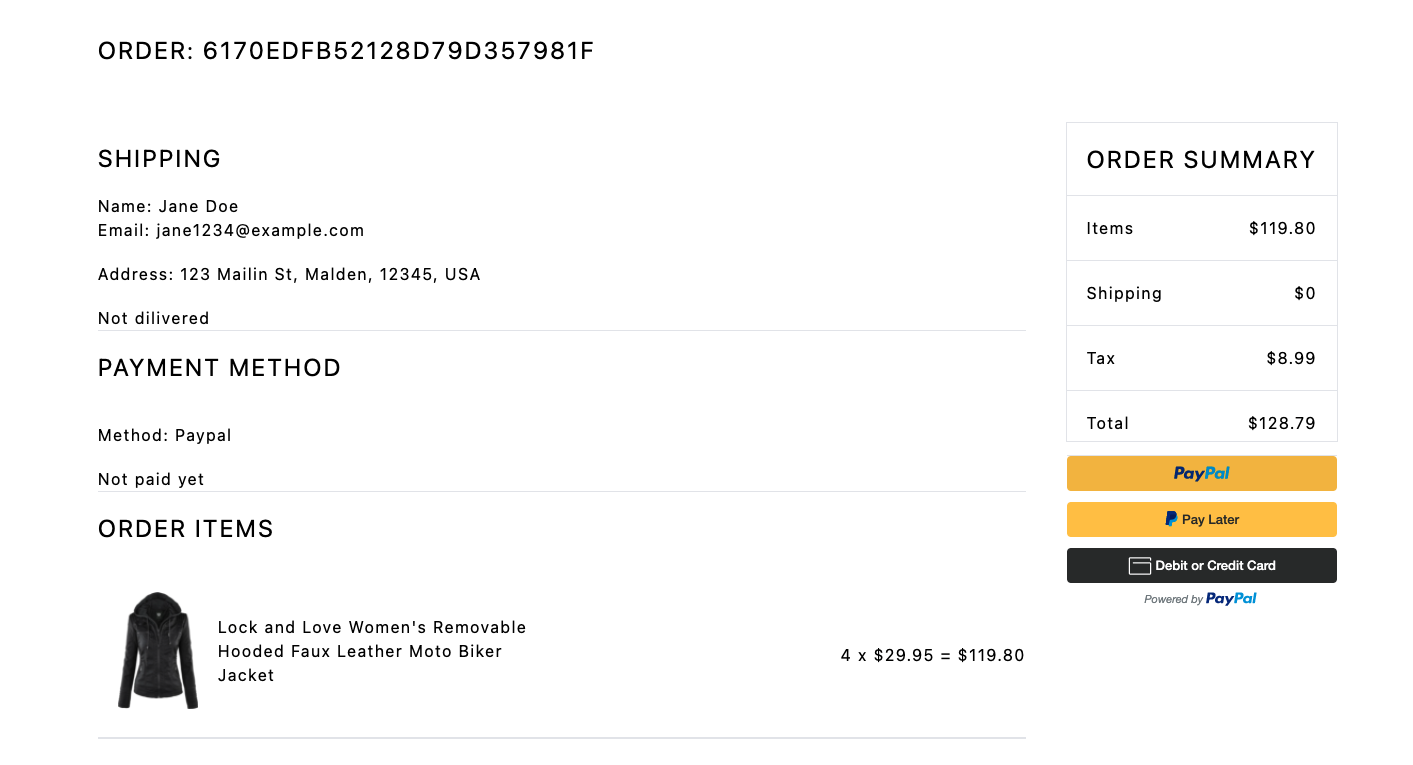 ORDER: 6170EDFB52128D79D357981F
SHIPPING
Name: Jane Doe
Email: jane1234@example.com
Address: 123 Mailin St, Malden, 12345, USA
Not dilivered
PAYMENT METHOD
Method: Paypal
Not paid yet
ORDER ITEMS
Lock and Love Women's Removable
Hooded Faux Leather Moto Biker
Jacket
4 x $29.95 = $119.80
ORDER SUMMARY
Items $119.80
Shipping $0
Tax $8.99
Total $128.79
PayPal
Pay Later
Debit or Credit Card
Powered by PayPal